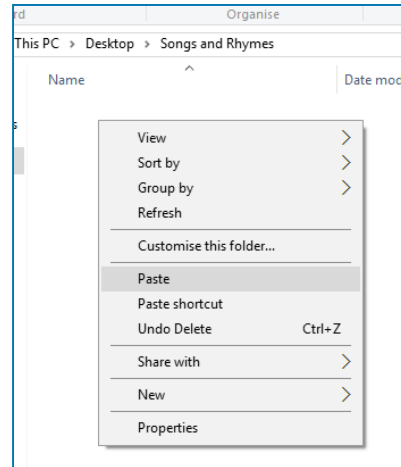 rd Organise
This PC > Desktop > Songs and Rhymes
Name Date mod
s
View
Sort by
Group by
Refresh
Customise this folder...
Paste
Paste shortcut
Undo Delete Ctrl+Z
Share with
New
Properties